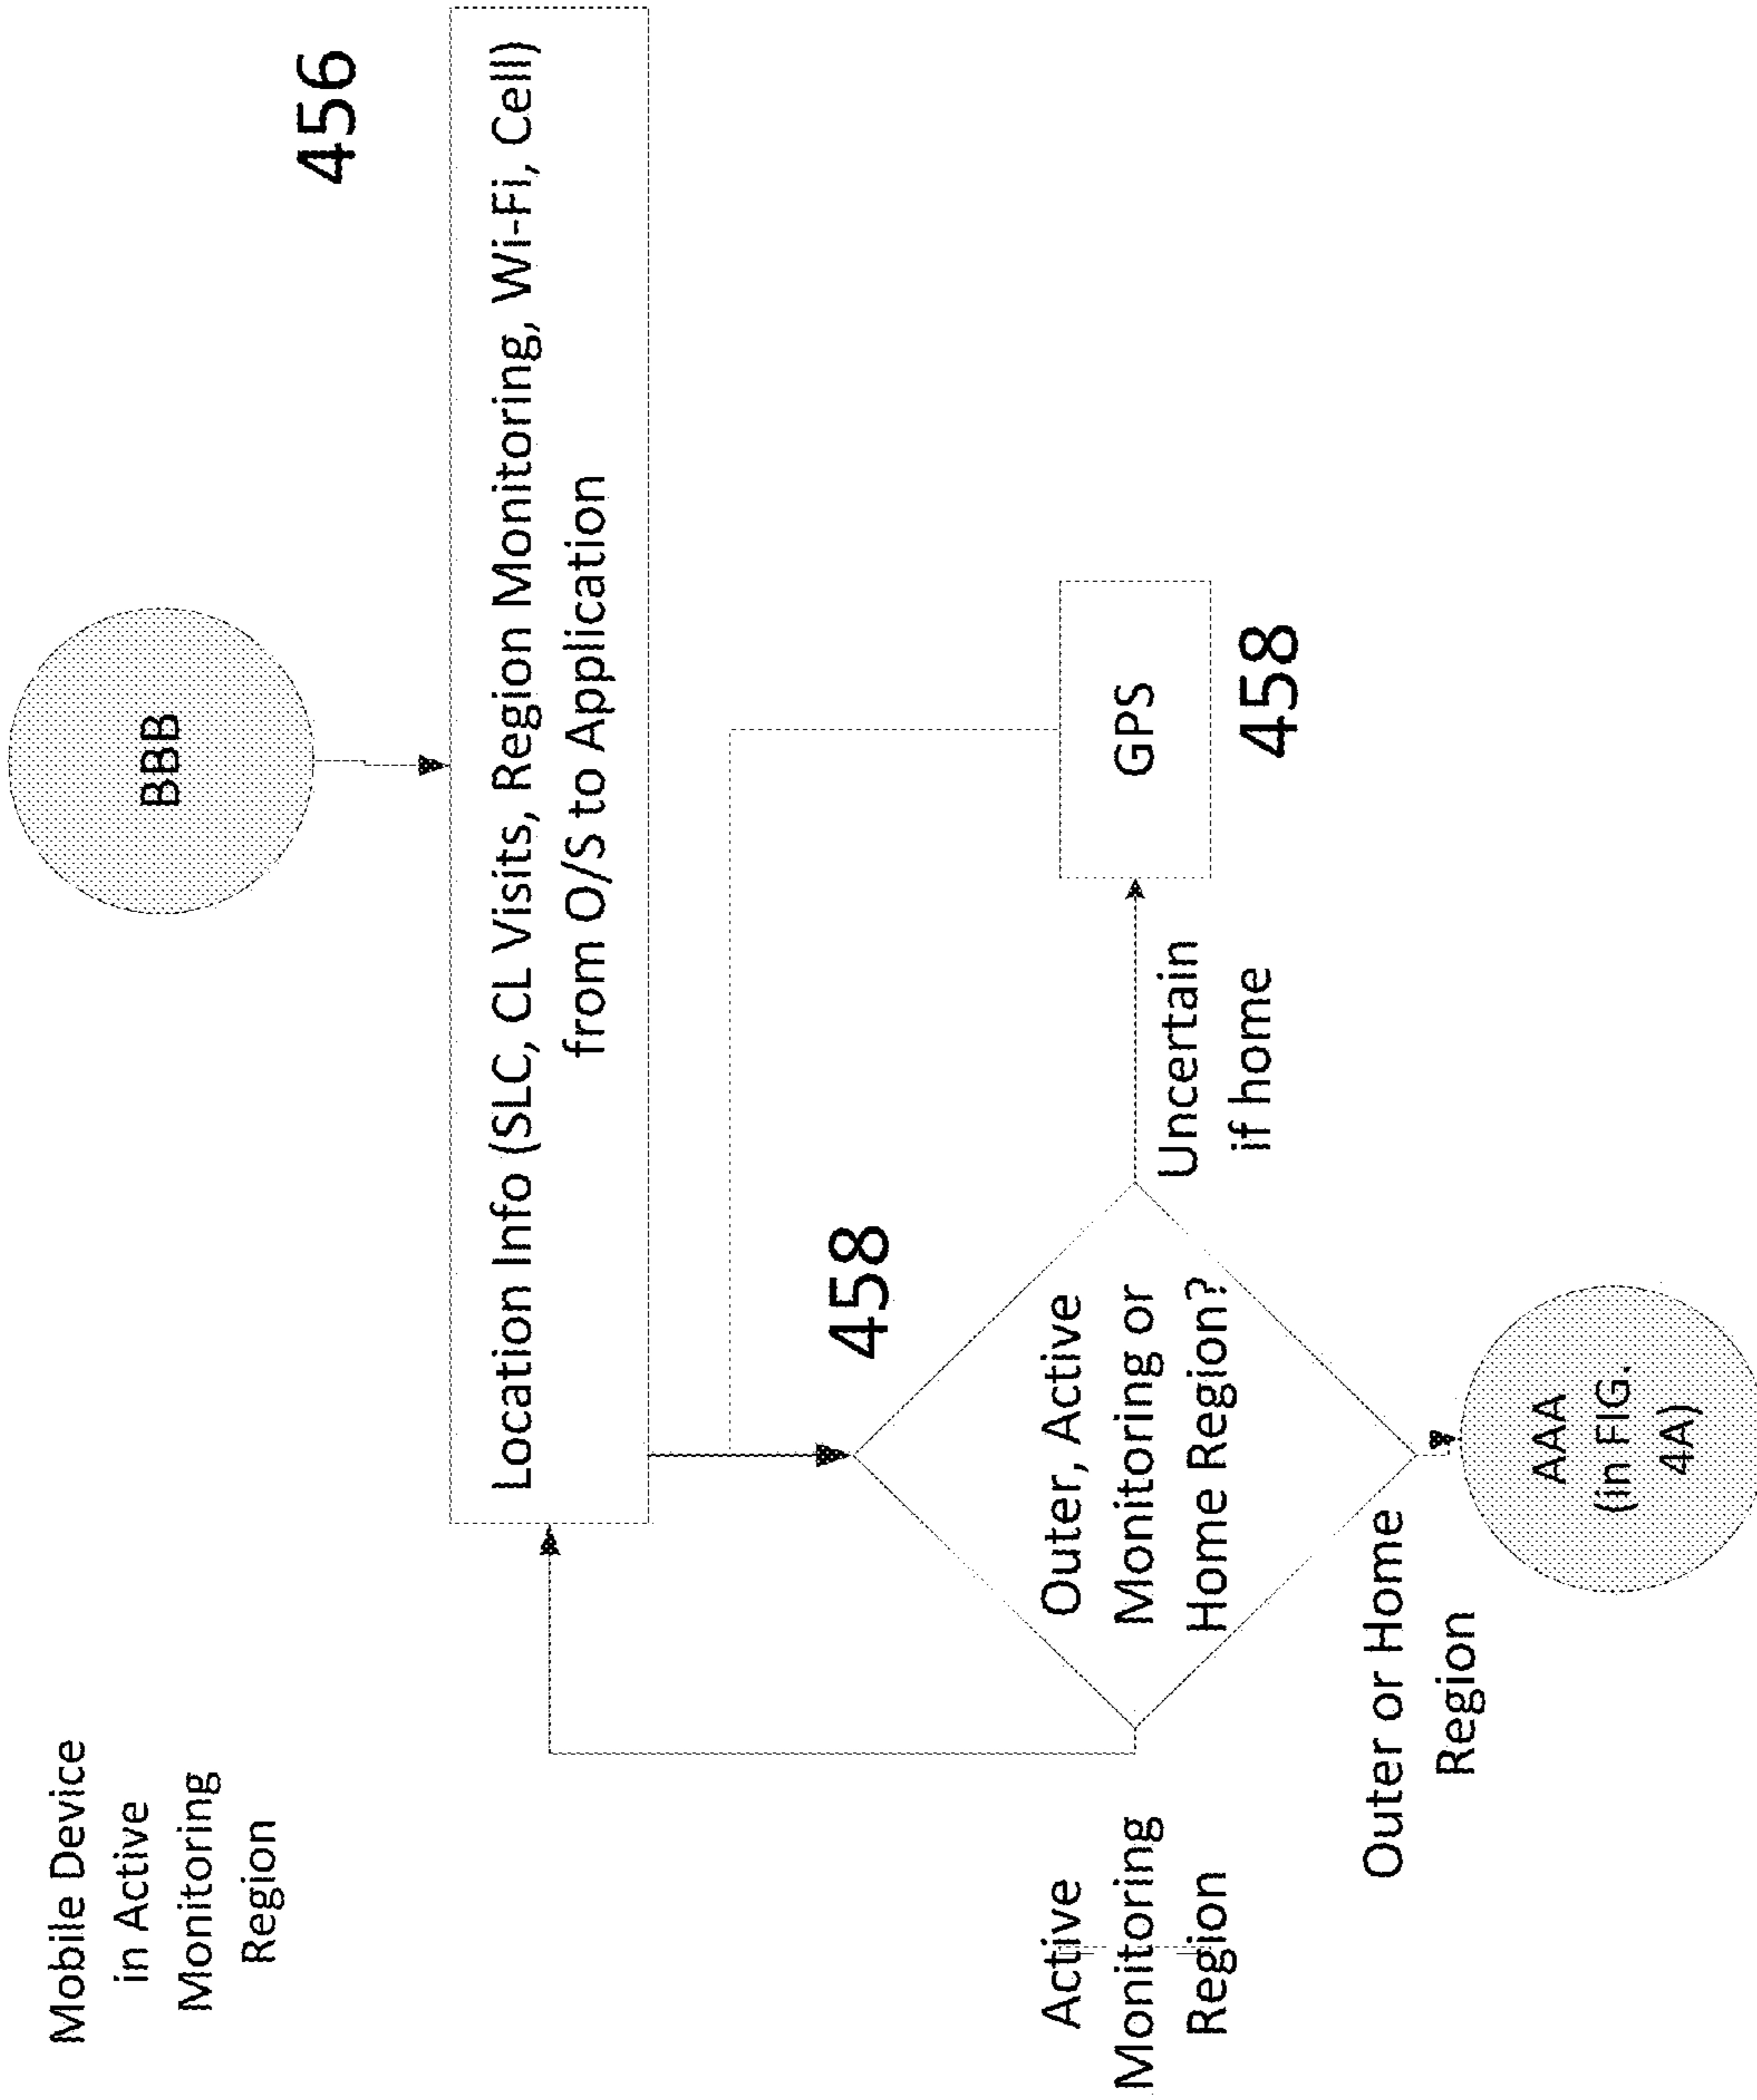 Mobile Device
in Active
Monitoring
Region
BBB
456
Location Info (SLC, CL Visits, Region Monitoring, Wi-Fi, Cell)
from O/S to Application
458
Outer, Active
Monitoring or
Home Region?
Uncertain
if home
GPS
458
Active
Monitoring
Region
Outer or Home
Region
AAA
(in FIG.
4A)